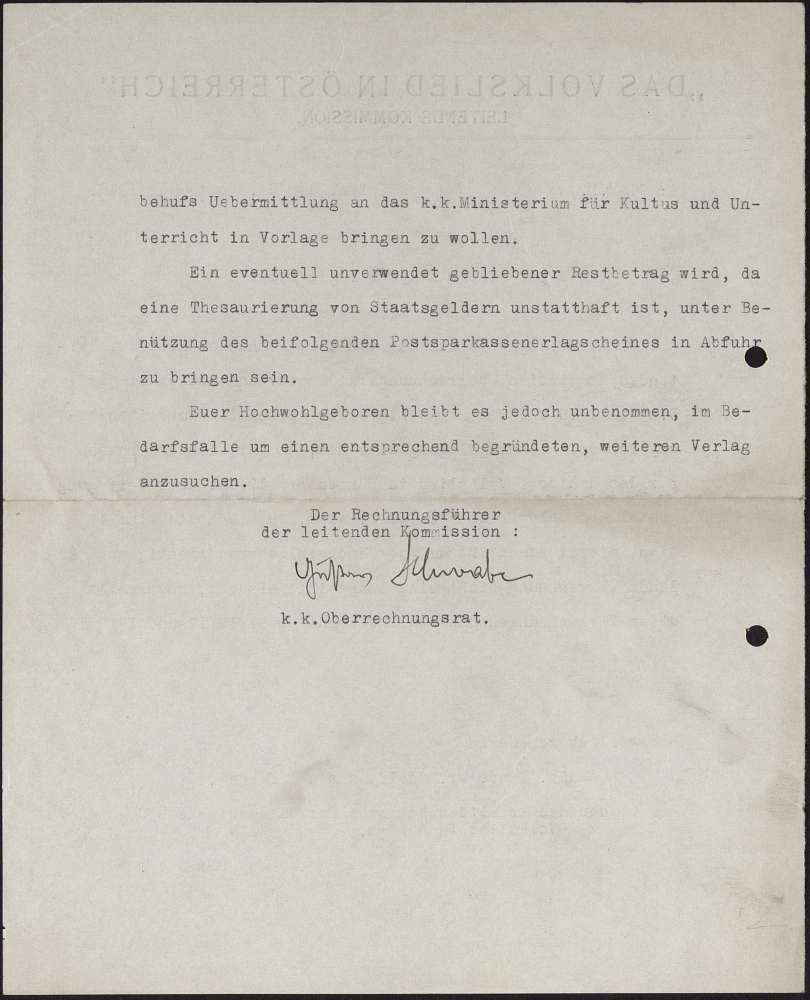 „DAS VOLKSLIED IN ÖSTERREICH“
LEITENDE KOMMISSION.
behufs Uebermittlung an das k.k.Ministerium für Kultus und Un-
terricht in Vorlage bringen zu wollen.
Ein eventuell unverwendet gebliebener Restbetrag wird, da
eine Thesaurierung von Staatsgeldern unstatthaft ist, unter Be-
nützung des beifolgenden Postsparkassenerlagscheines in Abfuhr
zu bringen sein.
Euer Hochwohlgeboren bleibt es jedoch unbenommen, im Be-
darfsfalle um einen entsprechend begründeten, weiteren Verlag
anzusuchen.
Der Rechnungsführer
der leitenden Kommission :
Schwabe
k.k.Oberrechnungsrat.